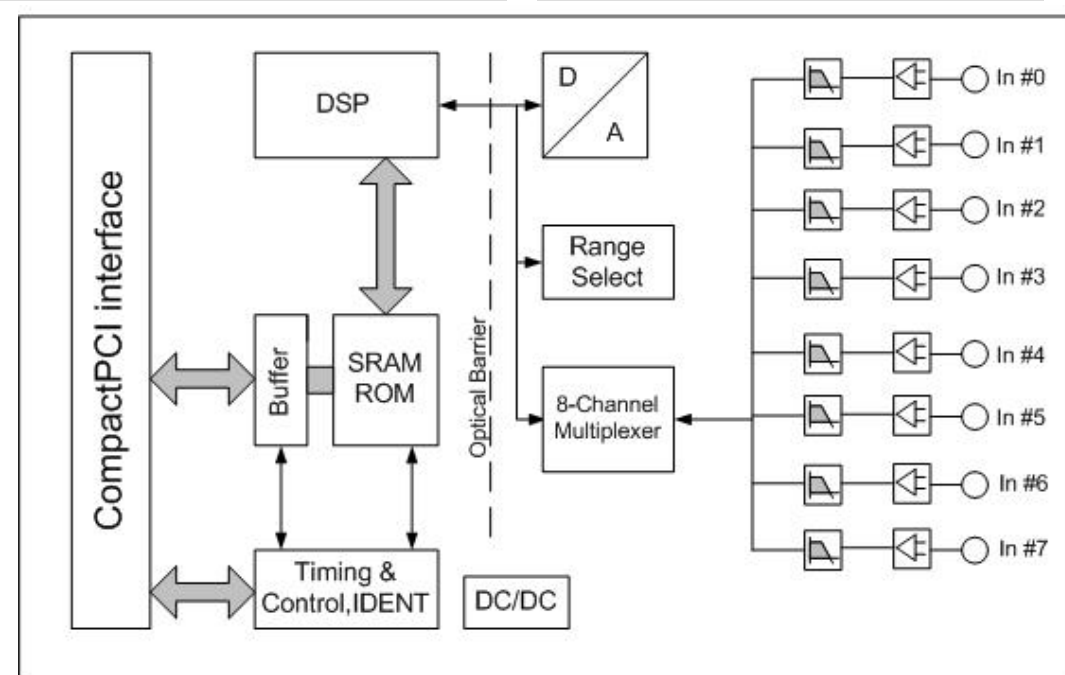 CompactPCI interface
DSP
D
A
Range
Select
Buffer
SRAM
ROM
Optical Barrier
8-Channel
Multiplexer
Timing &
Control,IDENT
DC/DC
In #0
In #1
In #2
In #3
In #4
In #5
In #6
In #7